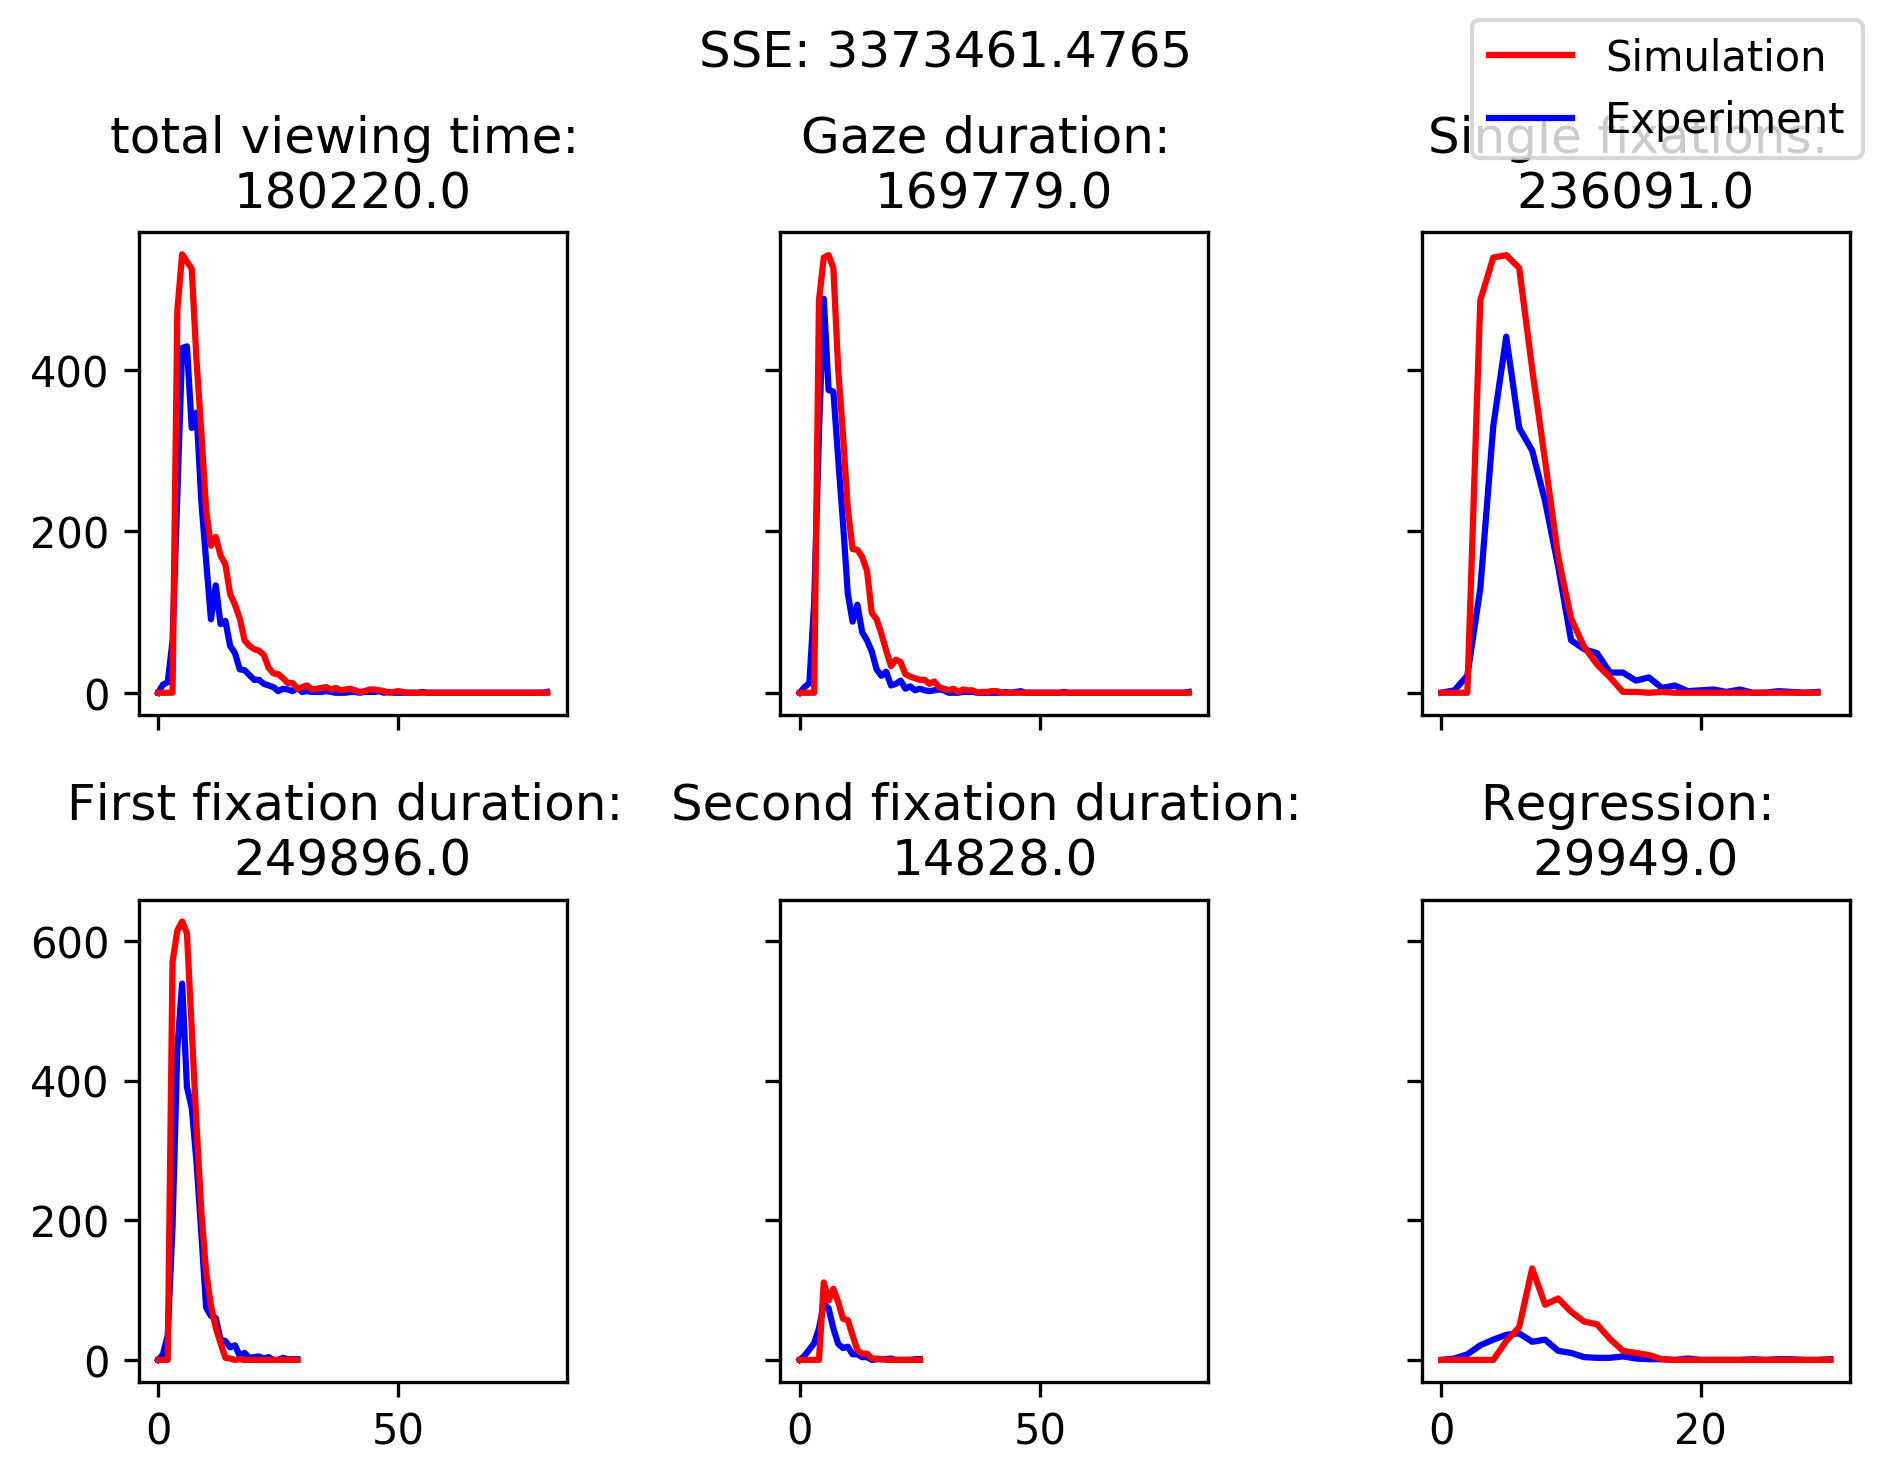 SSE: 3373461.4765
Simulation
Experiment
total viewing time:
180220.0
Gaze duration:
169779.0
Single fixations:
236091.0
400
200
0
First fixation duration:
249896.0
Second fixation duration:
14828.0
Regression:
29949.0
600
400
200
0
0
50
0
50
0
20